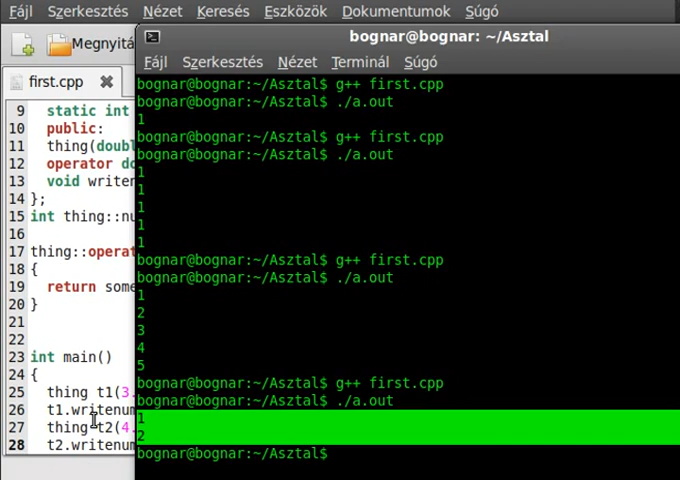 Fájl Szerkesztés Nézet Keresés Eszközök Dokumentumok Súgó
bognar@bognar: ~/Asztal
Megnyitá
Fájl Szerkesztés Nézet Terminál Súgó
first.cpp
9 static int
10 public:
11 thing(doubl
12 operator do
13 void writen
14 };
15 int thing::nu
16
17 thing::operat
18 {
19 return some
20 }
21
22
23 int main()
24 {
25 thing t1(3.
26 t1.writenum
27 thing t2(4.
28 t2.writenum
bognar@bognar:~/Asztal$ g++ first.cpp
bognar@bognar:~/Asztal$ ./a.out
1
bognar@bognar:~/Asztal$ g++ first.cpp
bognar@bognar:~/Asztal$ ./a.out
1
1
1
1
1
bognar@bognar:~/Asztal$ g++ first.cpp
bognar@bognar:~/Asztal$ ./a.out
1
2
3
4
5
bognar@bognar:~/Asztal$ g++ first.cpp
bognar@bognar:~/Asztal$ ./a.out
1
2
bognar@bognar:~/Asztal$